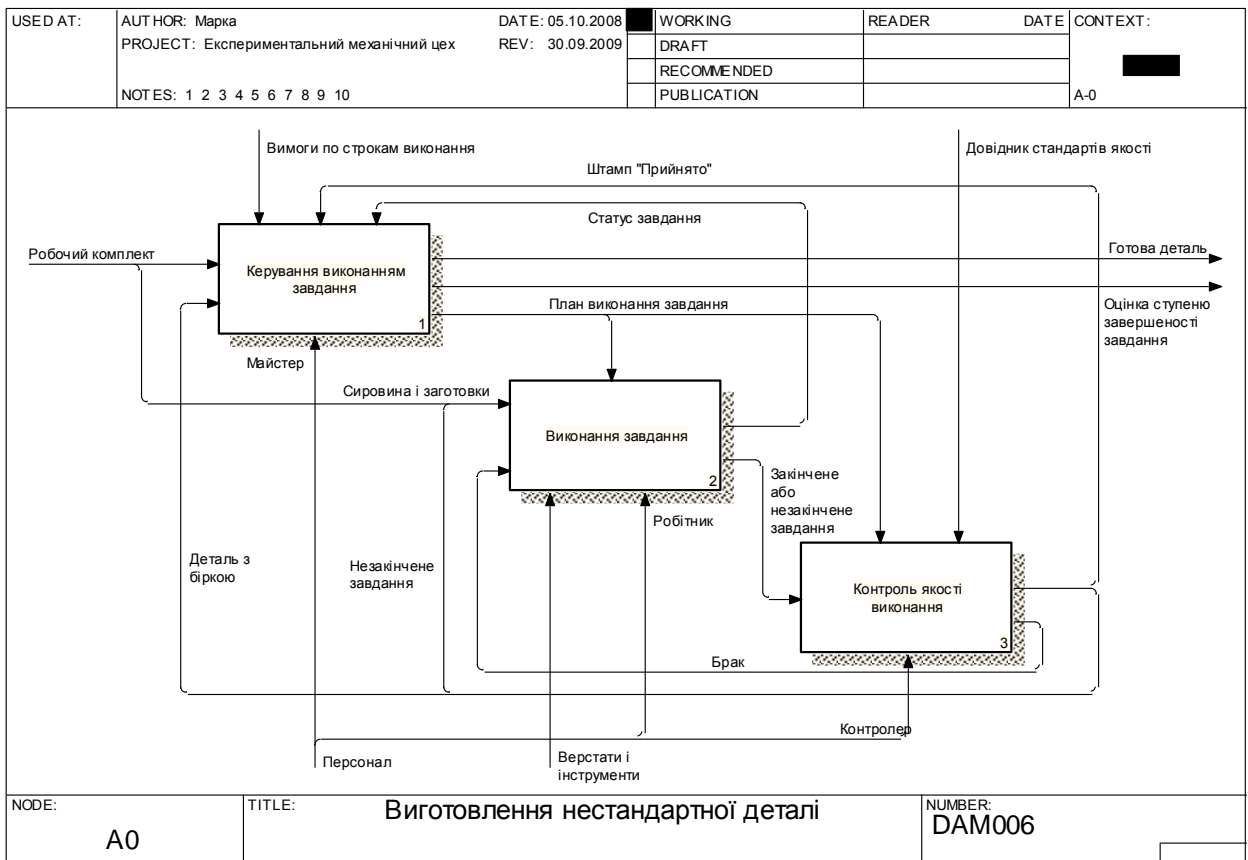 USED AT:
AUTHOR: Марка
DATE: 05.10.2008
WORKING
READER
DATE
CONTEXT:
PROJECT: Експериментальний механічний цех
REV: 30.09.2009
DRAFT
RECOMMENDED
NOTES: 1 2 3 4 5 6 7 8 9 10
PUBLICATION
A-0
Вимоги по строкам виконання
Довідник стандартів якості
Штамп "Прийнято"
Статус завдання
Робочий комплект
Готова деталь
Керування виконанням
завдання
1
План виконання завдання
Оцінка ступеню
завершеності
завдання
Майстер
Сировина і заготовки
Виконання завдання
2
Закінчене
або
незакінчене
завдання
Робітник
Деталь з
біркою
Незакінчене
завдання
Контроль якості
виконання
3
Брак
Контролер
Персонал
Верстати і
інструменти
NODE:
A0
TITLE:
Виготовлення нестандартної деталі
NUMBER:
DAM006